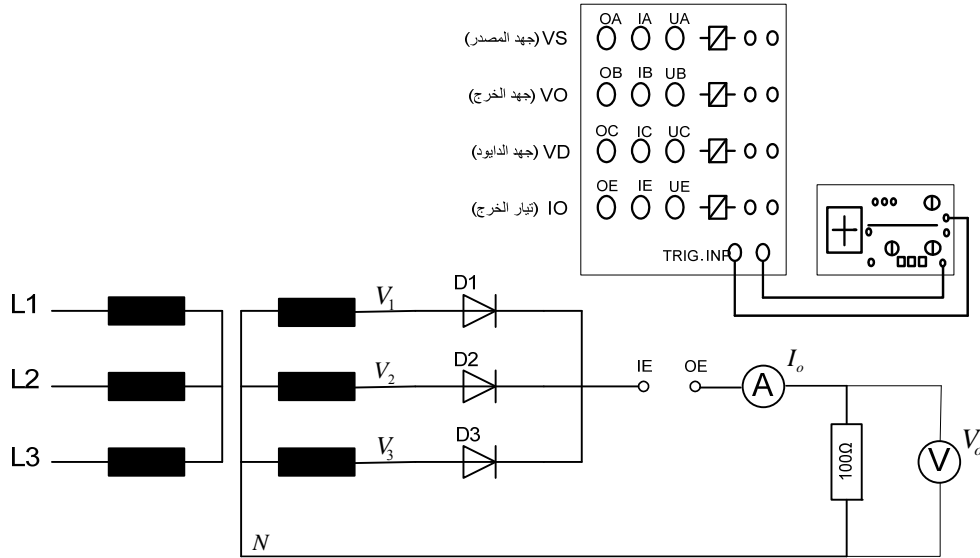 OA IA UA
(جهد المصدر) VS
OB IB UB
(جهد الخرج) VO
OC IC UC
(جهد الدايود) VD
OE IE UE
(تيار الخرج) IO
TRIG.INP
L1 V₁ D1
L2 V₂ D2 IE OE A Iₒ
L3 V₃ D3 100Ω V Vₒ
N